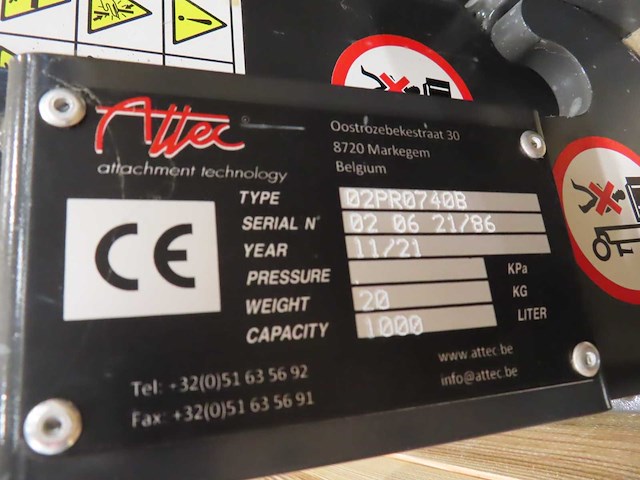 Attec
attachment technology
Oostrozebekestraat 30
8720 Markegem
Belgium
TYPE 02PR0740B
SERIAL N° 02 06 21/86
YEAR 11/21
PRESSURE . KPa
WEIGHT 20 KG
CAPACITY 1000 LITER
CE
Tel: +32(0)51 63 56 92
Fax: +32(0)51 63 56 91
www.attec.be
info@attec.be